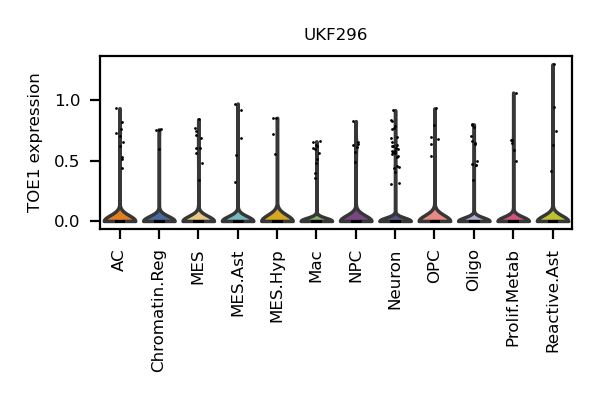 UKF296
TOE1 expression
1.0
0.5
0.0
AC
Chromatin.Reg
MES
MES.Ast
MES.Hyp
Mac
NPC
Neuron
OPC
Oligo
Prolif.Metab
Reactive.Ast